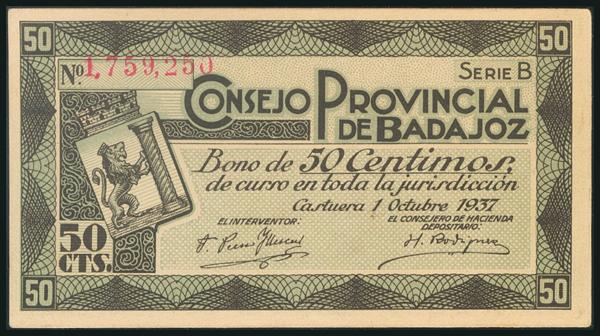 50 50
Nº 1,759,250
SERIE B
CONSEJO PROVINCIAL
DE BADAJOZ
Bono de 50 Centimos,
de curso en toda la jurisdicción
Castuera 1 Octubre 1937
EL INTERVENTOR: EL CONSEJERO DE HACIENDA
DEPOSITARIO:
H. Rodriguez
50
CTS.
50 50